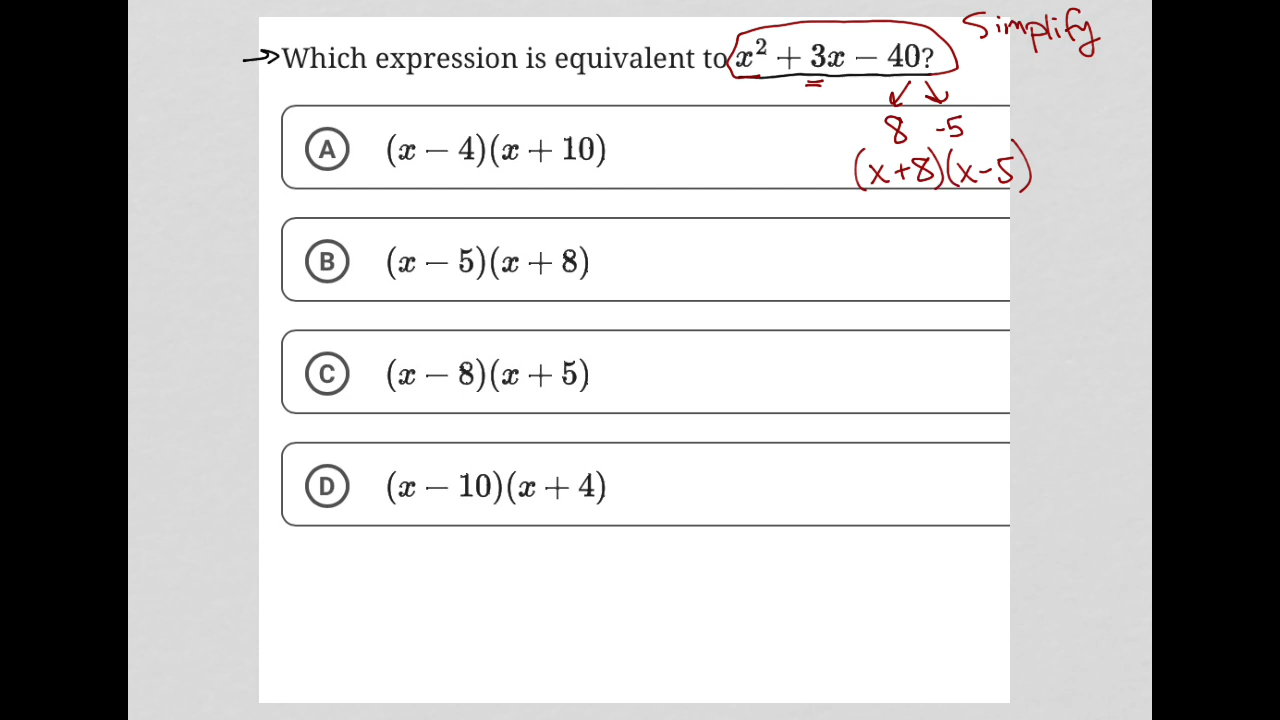 Simplify
Which expression is equivalent to x² + 3x − 40?
8 -5
(x+8)(x-5)
A (x − 4)(x + 10)
B (x − 5)(x + 8)
C (x − 8)(x + 5)
D (x − 10)(x + 4)